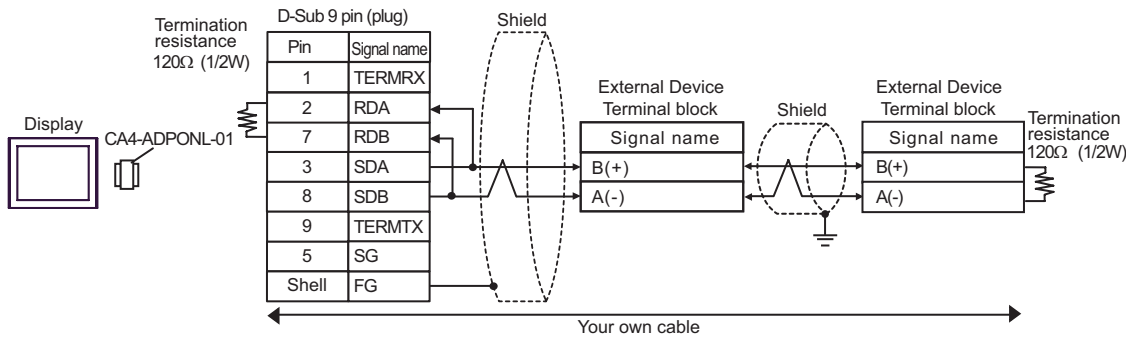 Termination
resistance
120Ω (1/2W)
D-Sub 9 pin (plug)
Shield
Pin Signal name
1 TERMRX
2 RDA
7 RDB
3 SDA
8 SDB
9 TERMTX
5 SG
Shell FG
Display
CA4-ADPONL-01
External Device
Terminal block
Signal name
B(+)
A(-)
Shield
External Device
Terminal block
Signal name
B(+)
A(-)
Termination
resistance
120Ω (1/2W)
Your own cable